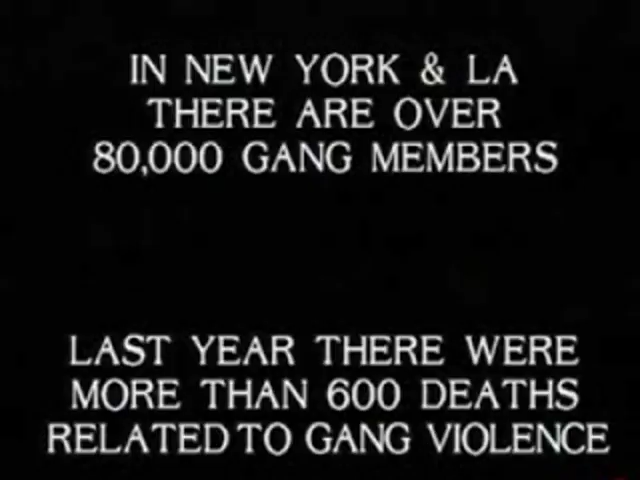 IN NEW YORK & LA
THERE ARE OVER
80,000 GANG MEMBERS
LAST YEAR THERE WERE
MORE THAN 600 DEATHS
RELATED TO GANG VIOLENCE